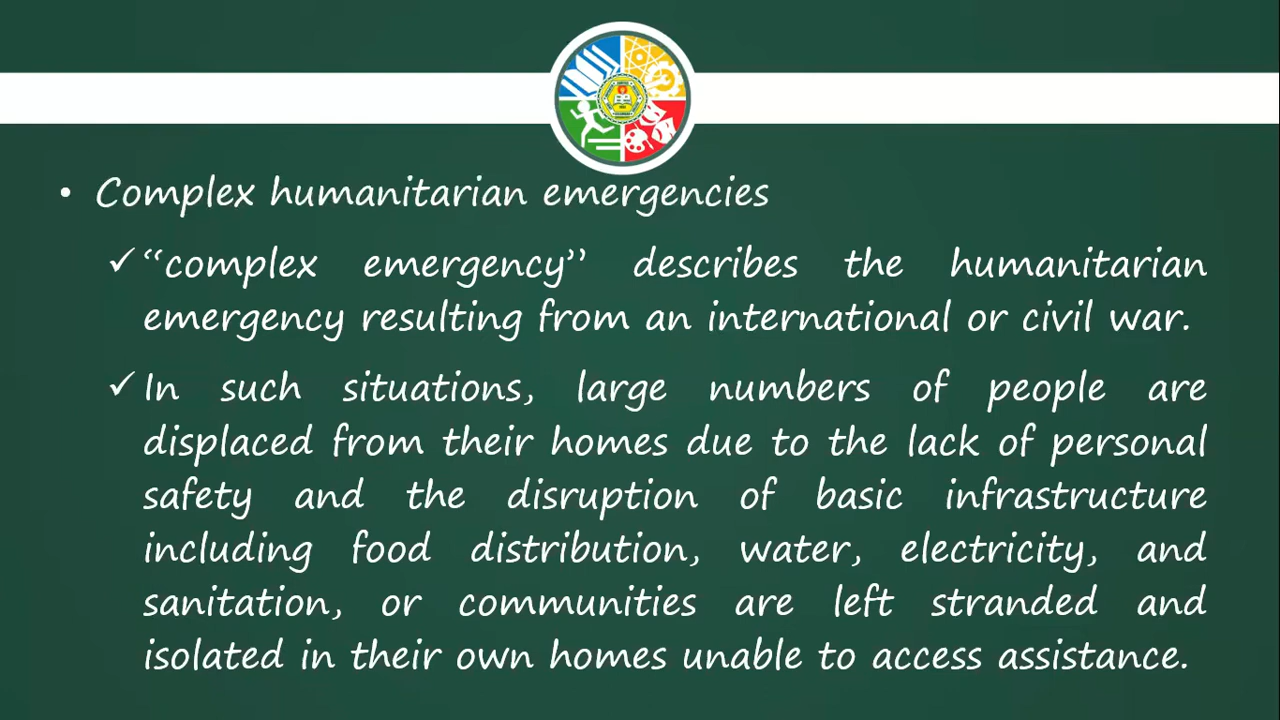 • Complex humanitarian emergencies
✓ “complex emergency” describes the humanitarian
emergency resulting from an international or civil war.
✓ In such situations, large numbers of people are
displaced from their homes due to the lack of personal
safety and the disruption of basic infrastructure
including food distribution, water, electricity, and
sanitation, or communities are left stranded and
isolated in their own homes unable to access assistance.